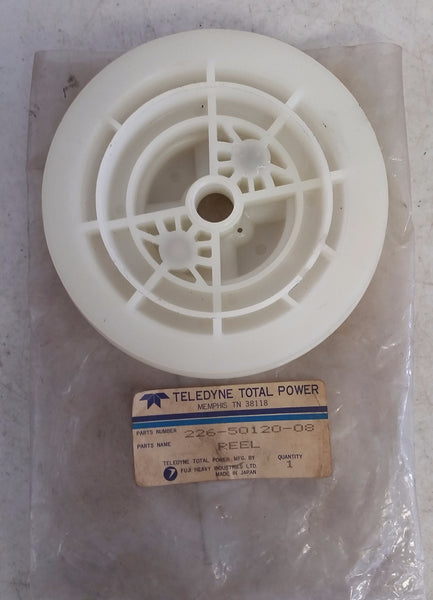 TELEDYNE TOTAL POWER
MEMPHIS TN 38118
PARTS NUMBER 226-50120-08
PARTS NAME REEL
TELEDYNE TOTAL POWER MFG. BY QUANTITY
FUJI HEAVY INDUSTRIES LTD. 1
MADE IN JAPAN